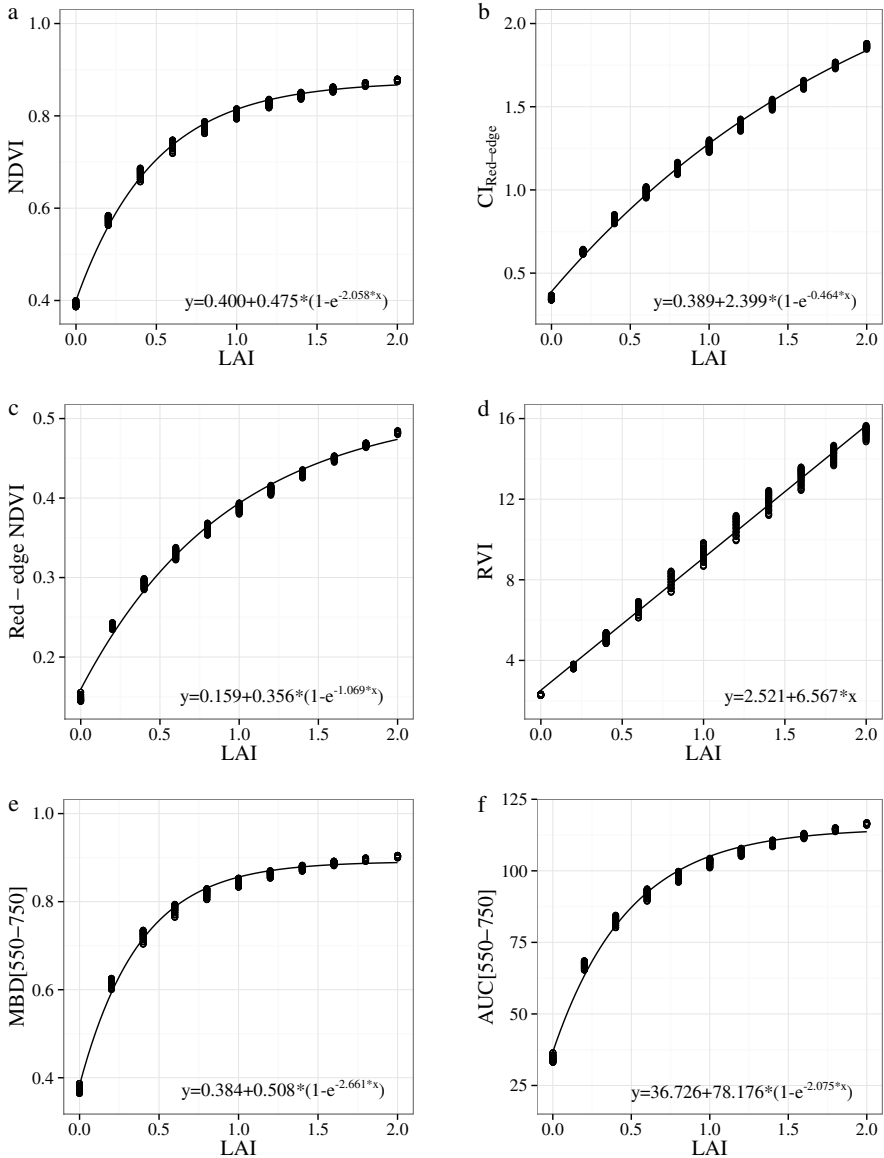 a
1.0
0.8
0.6
0.4
NDVI
y=0.400+0.475*(1-e-2.058*x)
0.0 0.5 1.0 1.5 2.0
LAI
b
2.0
1.5
1.0
0.5
CIRed−edge
y=0.389+2.399*(1-e-0.464*x)
0.0 0.5 1.0 1.5 2.0
LAI
c
0.5
0.4
0.3
0.2
Red − edge NDVI
y=0.159+0.356*(1-e-1.069*x)
0.0 0.5 1.0 1.5 2.0
LAI
d
16
12
8
4
RVI
y=2.521+6.567*x
0.0 0.5 1.0 1.5 2.0
LAI
e
1.0
0.8
0.6
0.4
MBD[550−750]
y=0.384+0.508*(1-e-2.661*x)
0.0 0.5 1.0 1.5 2.0
LAI
f
125
100
75
50
25
AUC[550−750]
y=36.726+78.176*(1-e-2.075*x)
0.0 0.5 1.0 1.5 2.0
LAI